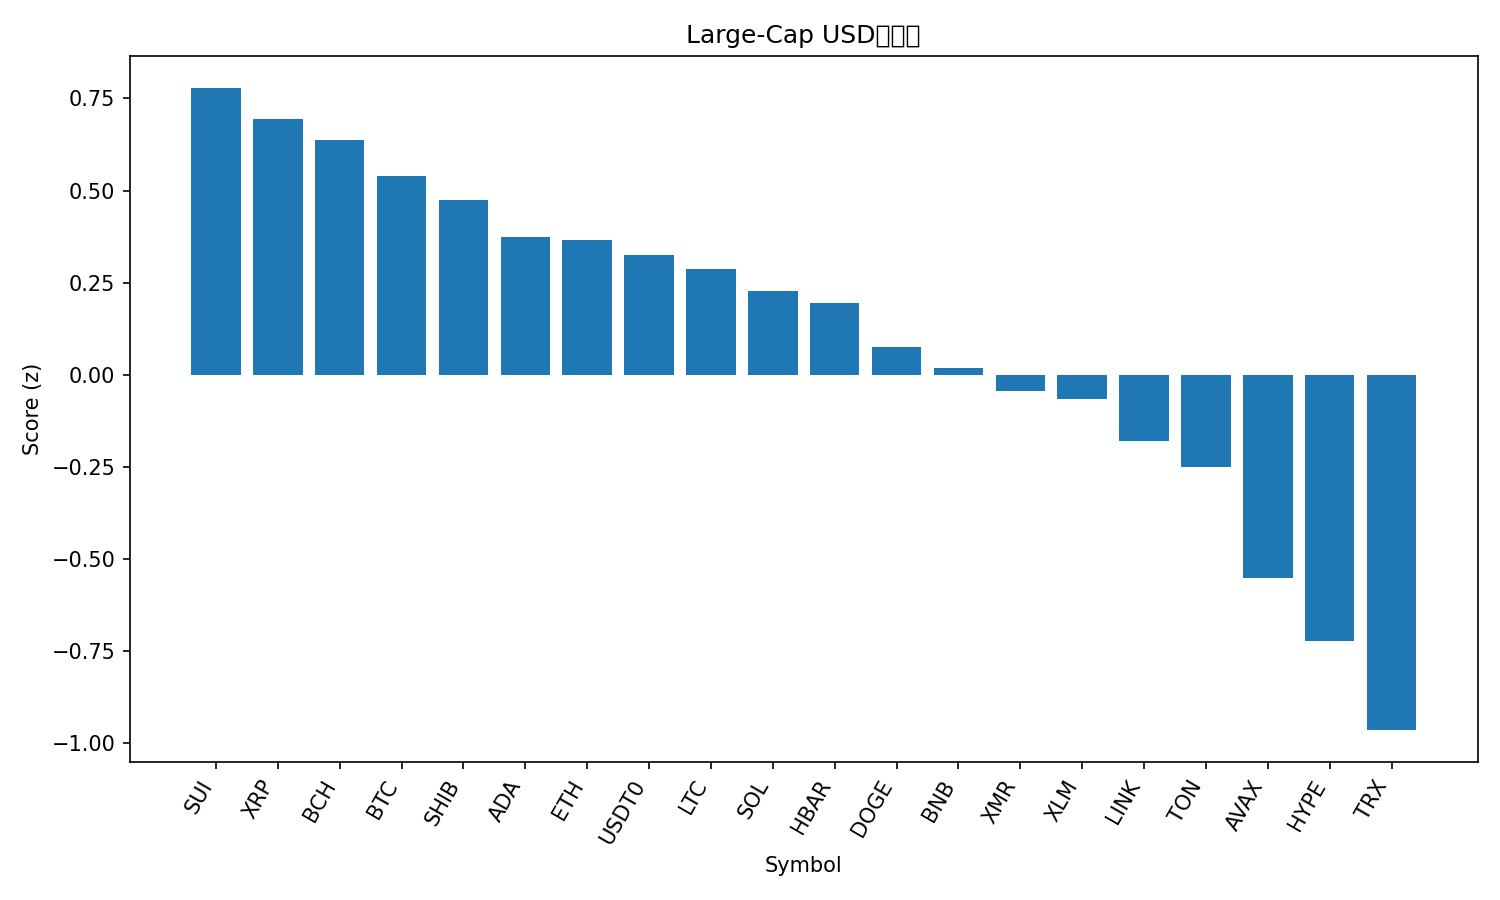 Large-Cap USD
Score (z)
0.75
0.50
0.25
0.00
−0.25
−0.50
−0.75
−1.00
SUI
XRP
BCH
BTC
SHIB
ADA
ETH
USDT0
LTC
SOL
HBAR
DOGE
BNB
XMR
XLM
LINK
TON
AVAX
HYPE
TRX
Symbol